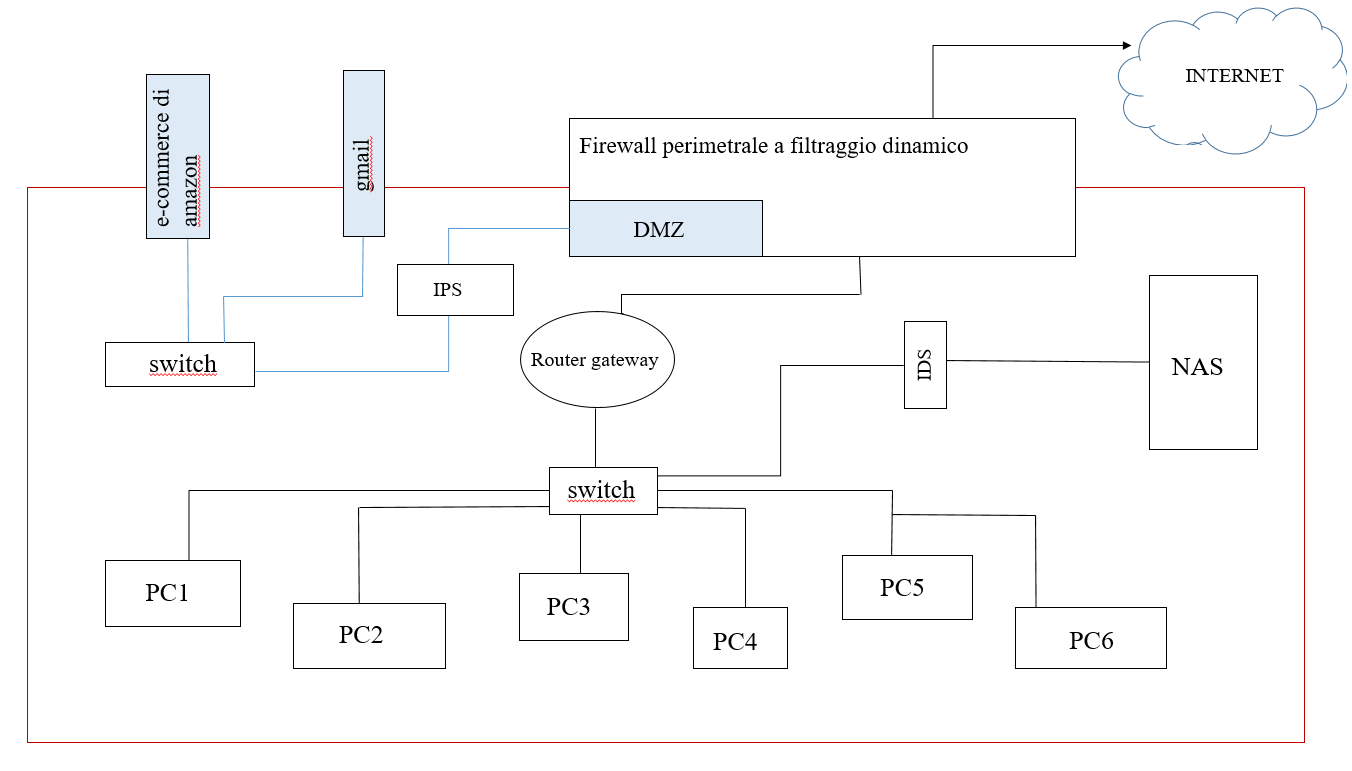 INTERNET
e-commerce di
amazon
gmail
Firewall perimetrale a filtraggio dinamico
DMZ
IPS
switch
Router gateway
IDS
NAS
switch
PC1
PC2
PC3
PC4
PC5
PC6